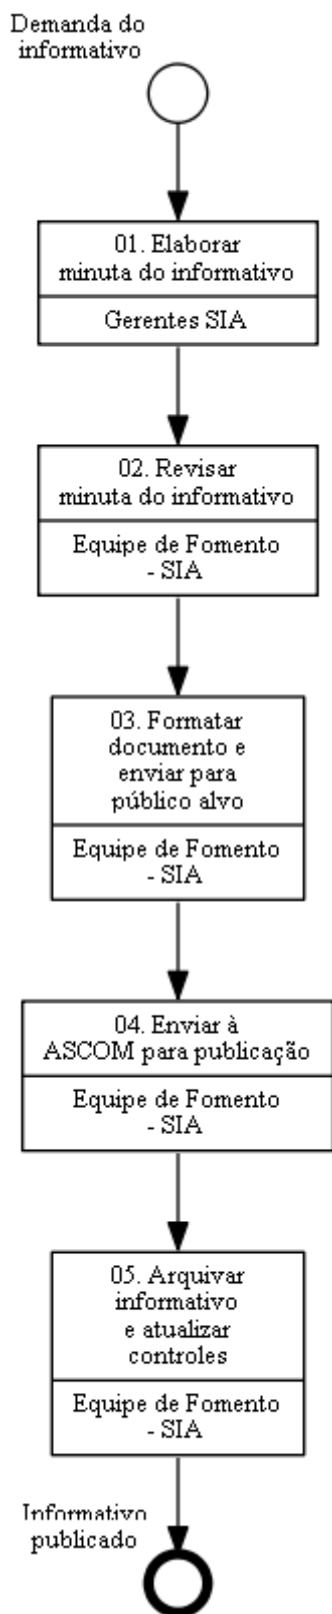 Demanda do
informativo
01. Elaborar
minuta do informativo
Gerentes SIA
02. Revisar
minuta do informativo
Equipe de Fomento
- SIA
03. Formatar
documento e
enviar para
público alvo
Equipe de Fomento
- SIA
04. Enviar à
ASCOM para publicação
Equipe de Fomento
- SIA
05. Arquivar
informativo
e atualizar
controles
Equipe de Fomento
- SIA
Informativo
publicado